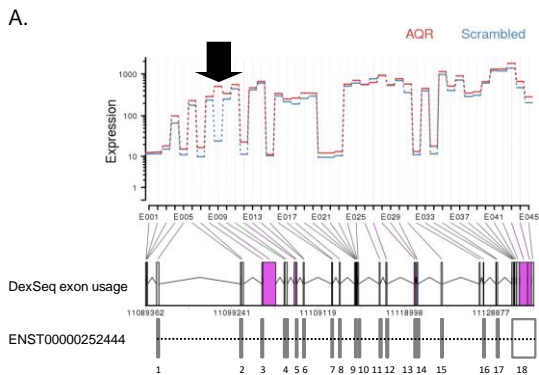 A.
AQR Scrambled
Expression
1000
100
10
1
E001 E005 E009 E013 E017 E021 E025 E029 E033 E037 E041 E045
DexSeq exon usage
11089362 11099241 11109119 11118998 11128877
ENST00000252444
1 2 3 4 5 6 7 8 9 10 11 12 13 14 15 16 17 18